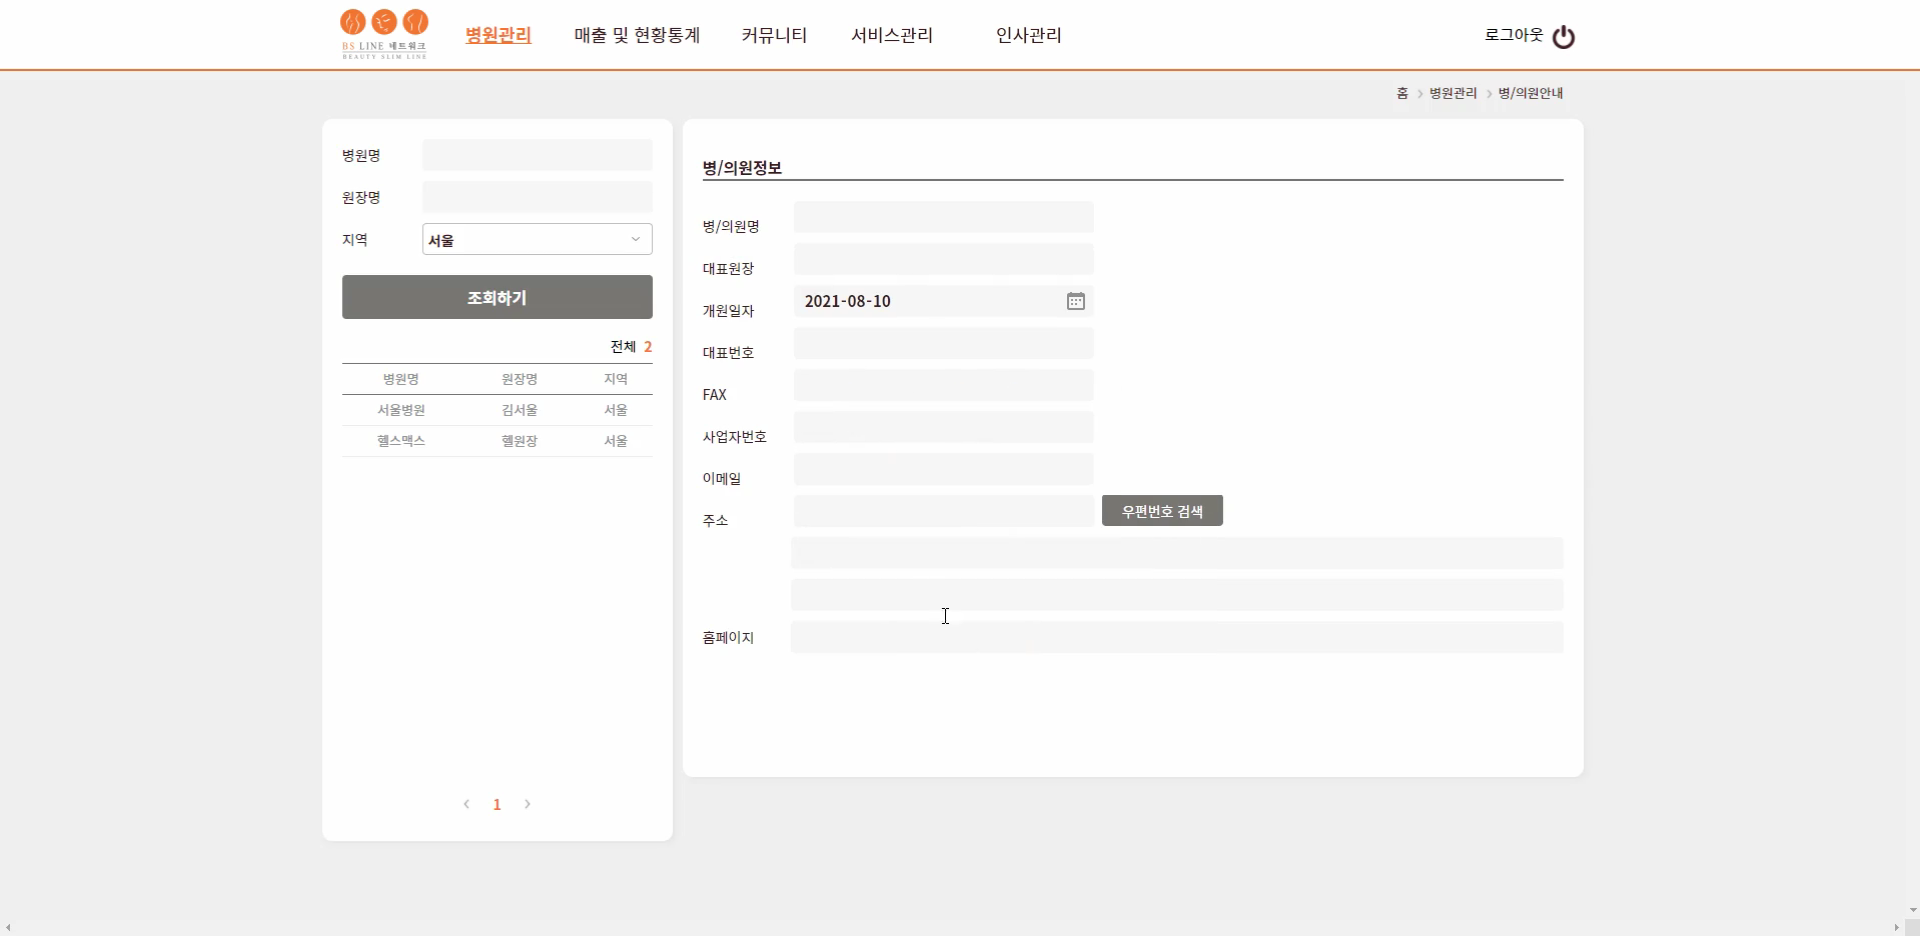 BS LINE 네트워크
BEAUTY SLIM LINE
병원관리 매출 및 현황통계 커뮤니티 서비스관리 인사관리 로그아웃
홈 > 병원관리 > 병/의원안내
병원명
원장명
지역 서울
조회하기
전체 2
병원명 원장명 지역
서울병원 김서울 서울
헬스맥스 헬원장 서울
< 1 >
병/의원정보
병/의원명
대표원장
개원일자 2021-08-10
대표번호
FAX
사업자번호
이메일
주소 우편번호 검색
홈페이지